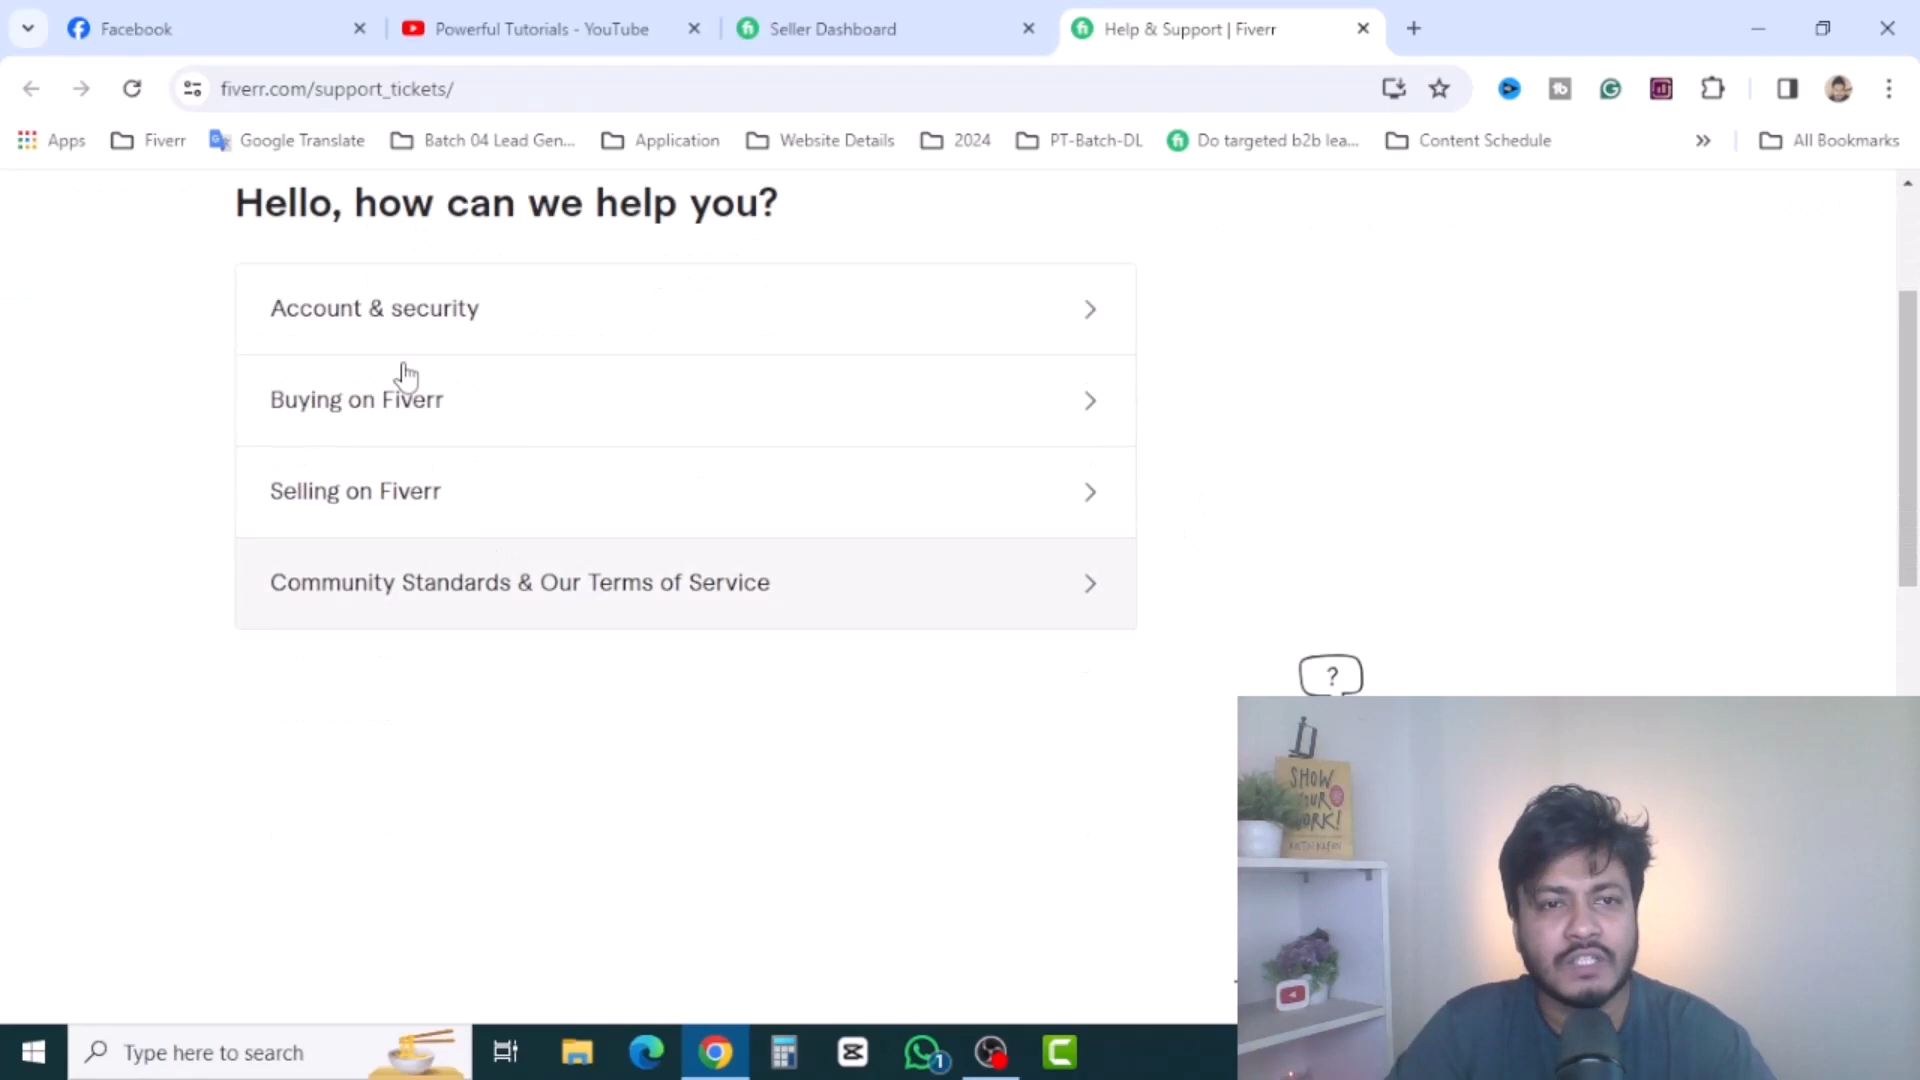 Facebook
Powerful Tutorials - YouTube
Seller Dashboard
Help & Support | Fiverr
fiverr.com/support_tickets/
Apps
Fiverr
Google Translate
Batch 04 Lead Gen...
Application
Website Details
2024
PT-Batch-DL
Do targeted b2b lea...
Content Schedule
All Bookmarks
Hello, how can we help you?
Account & security
Buying on Fiverr
Selling on Fiverr
Community Standards & Our Terms of Service
?
SHOW
YOUR
WORK!
Type here to search
1